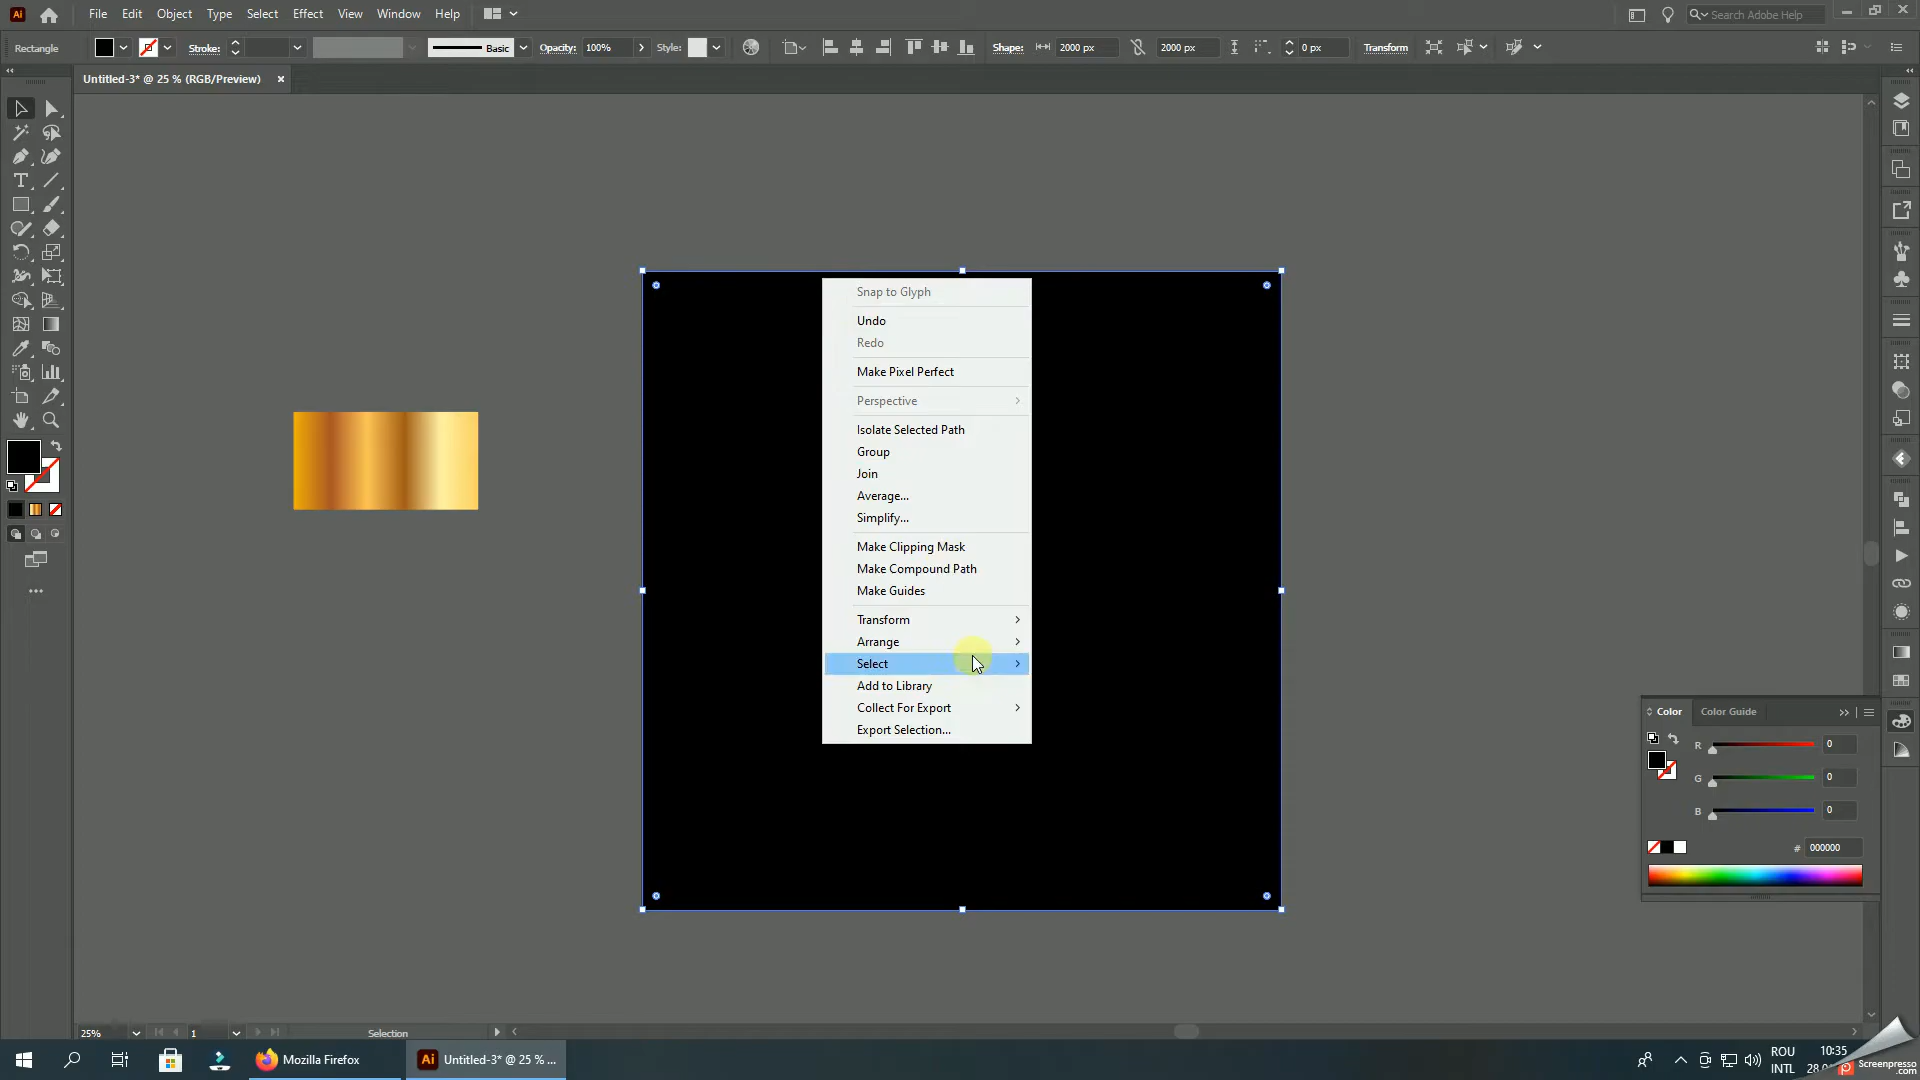 Ai File Edit Object Type Select Effect View Window Help Search Adobe Help
Rectangle Stroke: Basic Opacity: 100% Style: Shape: 2000 px 2000 px 0 px Transform
Untitled-3* @ 25 % (RGB/Preview)
Snap to Glyph
Undo
Redo
Make Pixel Perfect
Perspective
Isolate Selected Path
Group
Join
Average...
Simplify...
Make Clipping Mask
Make Compound Path
Make Guides
Transform
Arrange
Select
Add to Library
Collect For Export
Export Selection...
Color Color Guide
R 0
G 0
B 0
# 000000
25% 1 Selection
Mozilla Firefox Ai Untitled-3* @ 25 % ... ROU 10:35
INTL
Screenpresso
.com